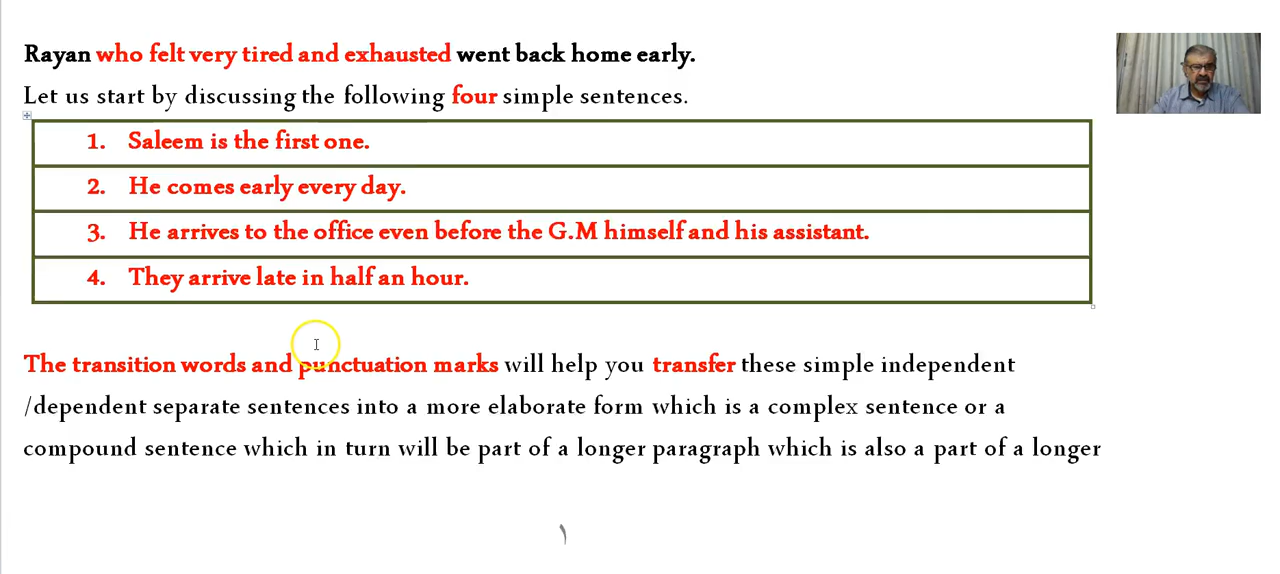 Rayan who felt very tired and exhausted went back home early.
Let us start by discussing the following four simple sentences.
1. Saleem is the first one.
2. He comes early every day.
3. He arrives to the office even before the G.M himself and his assistant.
4. They arrive late in half an hour.
The transition words and punctuation marks will help you transfer these simple independent
/dependent separate sentences into a more elaborate form which is a complex sentence or a
compound sentence which in turn will be part of a longer paragraph which is also a part of a longer
١